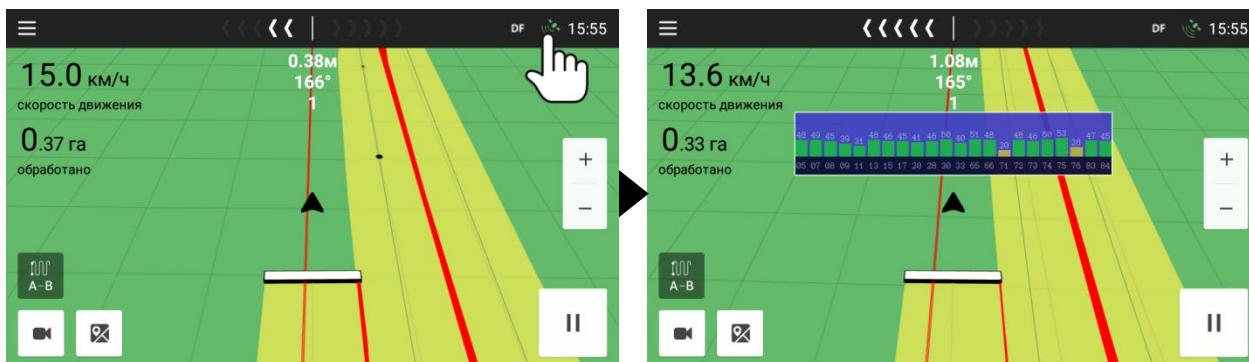 DF 15:55
15.0 км/ч
скорость движения
0.37 га
обработано
0.38м
166°
1
+
−
A−B
DF 15:55
13.6 км/ч
скорость движения
0.33 га
обработано
1.08м
165°
1
48 49 45 39 31 48 46 45 41 46 50 40 51 48 20 48 46 50 53 28 47 45
05 07 08 09 11 13 15 17 20 28 30 33 65 66 71 72 73 74 75 76 83 84
+
−
A−B